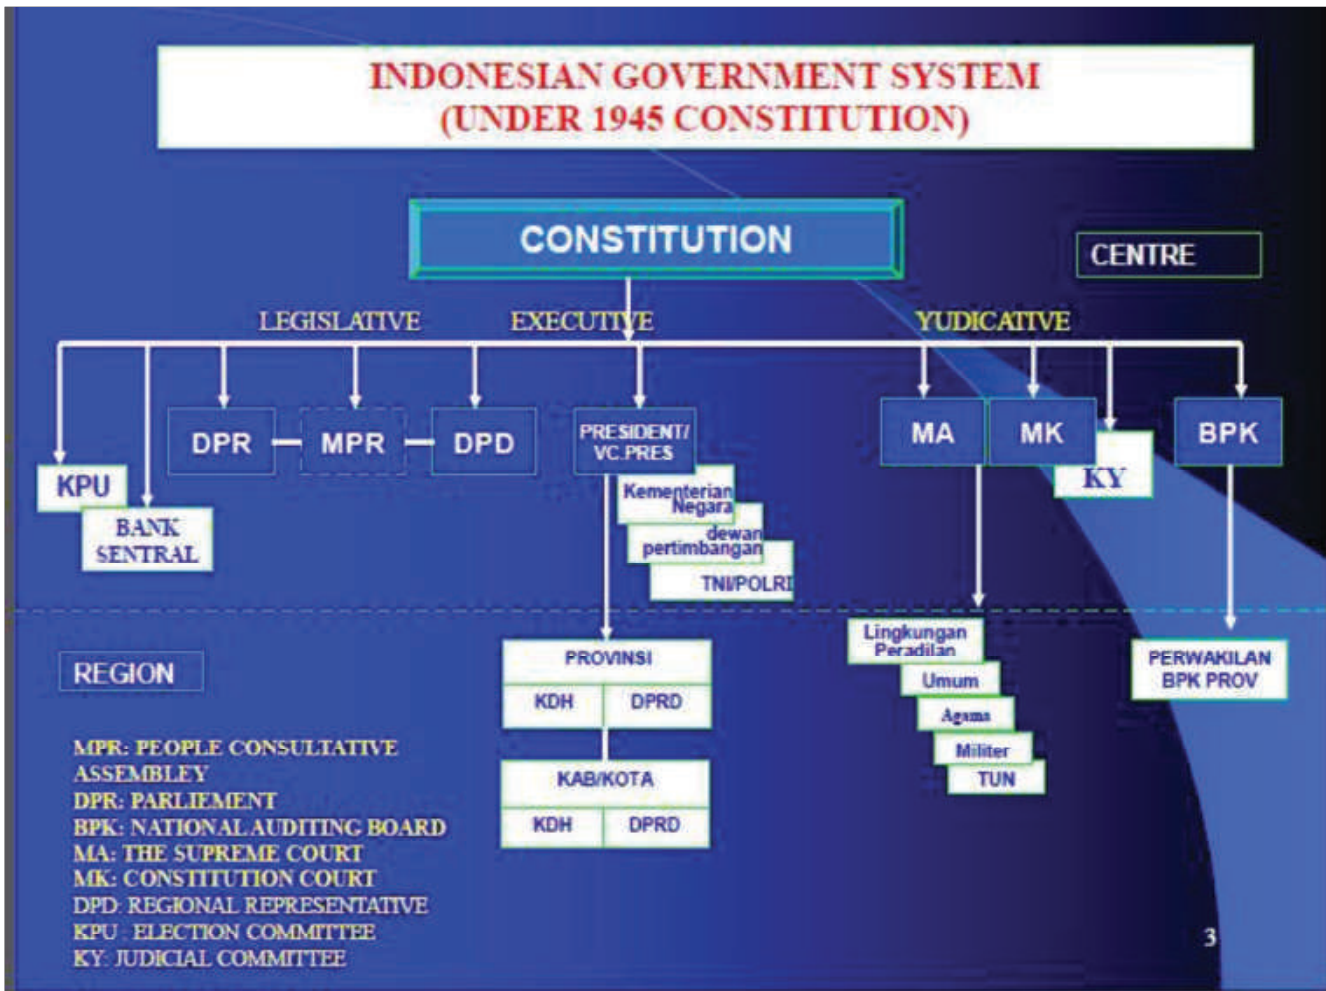 INDONESIAN GOVERNMENT SYSTEM
(UNDER 1945 CONSTITUTION)
CONSTITUTION
CENTRE
LEGISLATIVE
EXECUTIVE
YUDICATIVE
DPR
MPR
DPD
PRESIDENT/
VC.PRES
MA
MK
KY
BPK
KPU
BANK
SENTRAL
Kementerian
Negara
dewan
pertimbangan
TNI/POLRI
REGION
PROVINSI
KDH
DPRD
KAB/KOTA
KDH
DPRD
Lingkungan
Peradilan
Umum
Agama
Militer
TUN
PERWAKILAN
BPK PROV
MPR: PEOPLE CONSULTATIVE
ASSEMBLEY
DPR: PARLIEMENT
BPK: NATIONAL AUDITING BOARD
MA: THE SUPREME COURT
MK: CONSTITUTION COURT
DPD: REGIONAL REPRESENTATIVE
KPU : ELECTION COMMITTEE
KY: JUDICIAL COMMITTEE
3